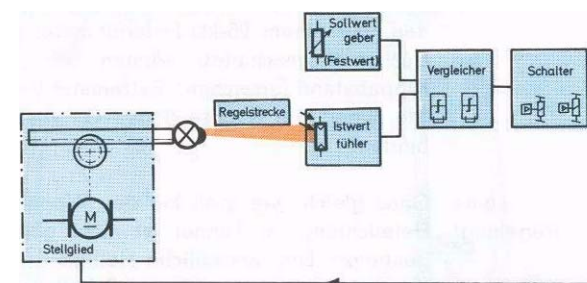 Sollwert
geber
(Festwert)
Vergleicher
Schalter
Regelstrecke
Istwert
fühler
M
Stellglied